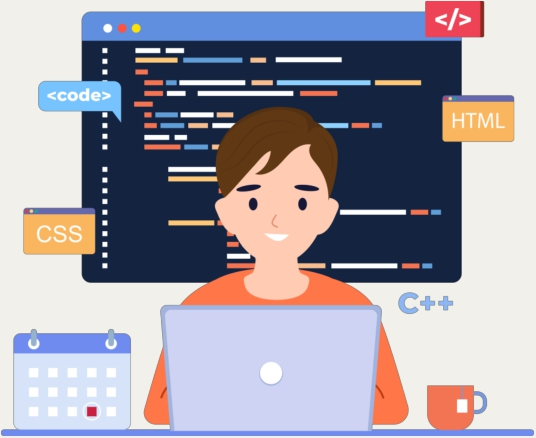 </>
<code>
HTML
CSS
C++